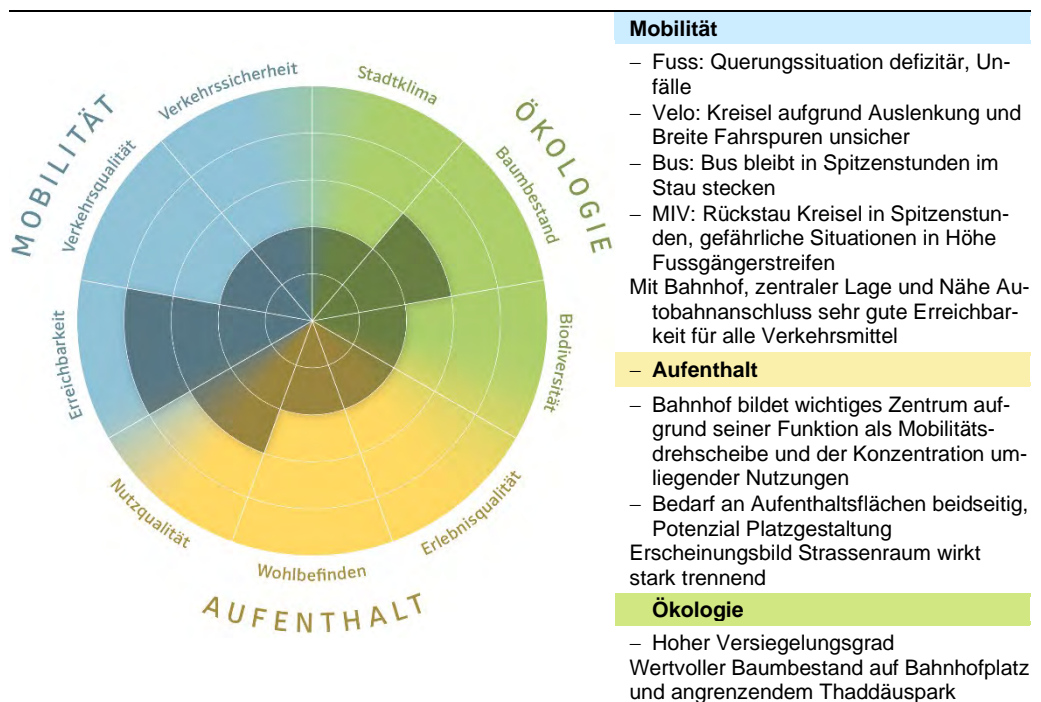 MOBILITÄT
ÖKOLOGIE
AUFENTHALT
Verkehrssicherheit
Stadtklima
Verkehrsqualität
Baumbestand
Erreichbarkeit
Biodiversität
Nutzqualität
Wohlbefinden
Erlebnisqualität
Mobilität
– Fuss: Querungssituation defizitär, Un-
fälle
– Velo: Kreisel aufgrund Auslenkung und
Breite Fahrspuren unsicher
– Bus: Bus bleibt in Spitzenstunden im
Stau stecken
– MIV: Rückstau Kreisel in Spitzenstun-
den, gefährliche Situationen in Höhe
Fussgängerstreifen
Mit Bahnhof, zentraler Lage und Nähe Au-
tobahnanschluss sehr gute Erreichbar-
keit für alle Verkehrsmittel
– Aufenthalt
– Bahnhof bildet wichtiges Zentrum auf-
grund seiner Funktion als Mobilitäts-
drehscheibe und der Konzentration um-
liegender Nutzungen
– Bedarf an Aufenthaltsflächen beidseitig,
Potenzial Platzgestaltung
Erscheinungsbild Strassenraum wirkt
stark trennend
Ökologie
– Hoher Versiegelungsgrad
Wertvoller Baumbestand auf Bahnhofplatz
und angrenzendem Thaddäuspark